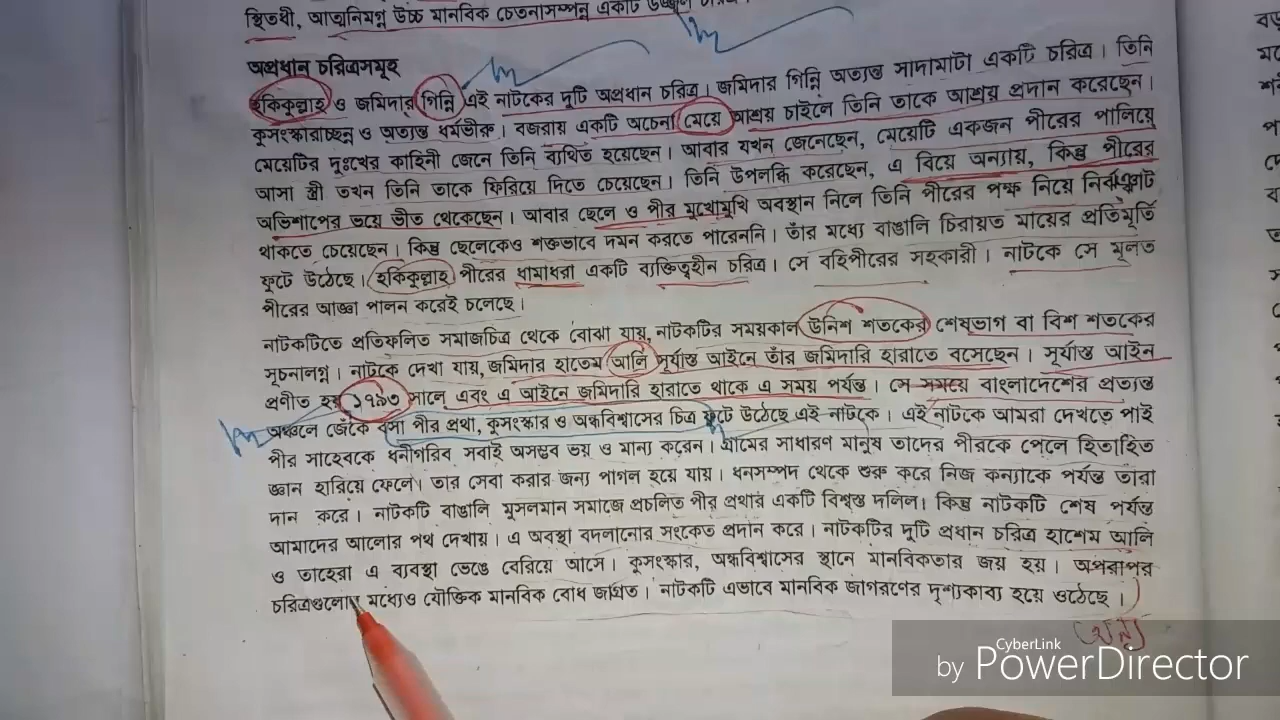 স্থিতধী, আত্মনিমগ্ন উচ্চ মানবিক চেতনাসম্পন্ন একটি উজ্জ্বল চরিত্র।
অপ্রধান চরিত্রসমূহ
হকিকুল্লাহ ও জমিদার গিন্নি এই নাটকের দুটি অপ্রধান চরিত্র। জমিদার গিন্নি অত্যন্ত সাদামাটা একটি চরিত্র। তিনি
কুসংস্কারাচ্ছন্ন ও অত্যন্ত ধর্মভীরু। বজরায় একটি অচেনা মেয়ে আশ্রয় চাইলে তিনি তাকে আশ্রয় প্রদান করেছেন।
মেয়েটির দুঃখের কাহিনী জেনে তিনি ব্যথিত হয়েছেন। আবার যখন জেনেছেন, মেয়েটি একজন পীরের পালিয়ে
আসা স্ত্রী তখন তিনি তাকে ফিরিয়ে দিতে চেয়েছেন। তিনি উপলব্ধি করেছেন, এ বিয়ে অন্যায়, কিন্তু পীরের
অভিশাপের ভয়ে ভীত থেকেছেন। আবার ছেলে ও পীর মুখোমুখি অবস্থান নিলে তিনি পীরের পক্ষ নিয়ে নির্ঝঞ্ঝাট
থাকতে চেয়েছেন। কিন্তু ছেলেকেও শক্তভাবে দমন করতে পারেননি। তাঁর মধ্যে বাঙালি চিরায়ত মায়ের প্রতিমূর্তি
ফুটে উঠেছে। হকিকুল্লাহ পীরের ধামাধরা একটি ব্যক্তিত্বহীন চরিত্র। সে বহিপীরের সহকারী। নাটকে সে মূলত
পীরের আজ্ঞা পালন করেই চলেছে।
নাটকটিতে প্রতিফলিত সমাজচিত্র থেকে বোঝা যায়, নাটকটির সময়কাল উনিশ শতকের শেষভাগ বা বিশ শতকের
সূচনালগ্ন। নাটকে দেখা যায়, জমিদার হাতেম আলি সূর্যাস্ত আইনে তাঁর জমিদারি হারাতে বসেছেন। সূর্যাস্ত আইন
প্রণীত হয় ১৭৯৩ সালে এবং এ আইনে জমিদারি হারাতে থাকে এ সময় পর্যন্ত। সে সময়ে বাংলাদেশের প্রত্যন্ত
অঞ্চলে জেঁকে বসা পীর প্রথা, কুসংস্কার ও অন্ধবিশ্বাসের চিত্র ফুটে উঠেছে এই নাটকে। এই নাটকে আমরা দেখতে পাই
পীর সাহেবকে ধনীগরিব সবাই অসম্ভব ভয় ও মান্য করেন। গ্রামের সাধারণ মানুষ তাদের পীরকে পেলে হিতাহিত
জ্ঞান হারিয়ে ফেলে। তার সেবা করার জন্য পাগল হয়ে যায়। ধনসম্পদ থেকে শুরু করে নিজ কন্যাকে পর্যন্ত তারা
দান করে। নাটকটি বাঙালি মুসলমান সমাজে প্রচলিত পীর প্রথার একটি বিশ্বস্ত দলিল। কিন্তু নাটকটি শেষ পর্যন্ত
আমাদের আলোর পথ দেখায়। এ অবস্থা বদলানোর সংকেত প্রদান করে। নাটকটির দুটি প্রধান চরিত্র হাশেম আলি
ও তাহেরা এ ব্যবস্থা ভেঙে বেরিয়ে আসে। কুসংস্কার, অন্ধবিশ্বাসের স্থানে মানবিকতার জয় হয়। অপরাপর
চরিত্রগুলোর মধ্যেও যৌক্তিক মানবিক বোধ জাগ্রত। নাটকটি এভাবে মানবিক জাগরণের দৃশ্যকাব্য হয়ে ওঠেছে।
CyberLink
by PowerDirector